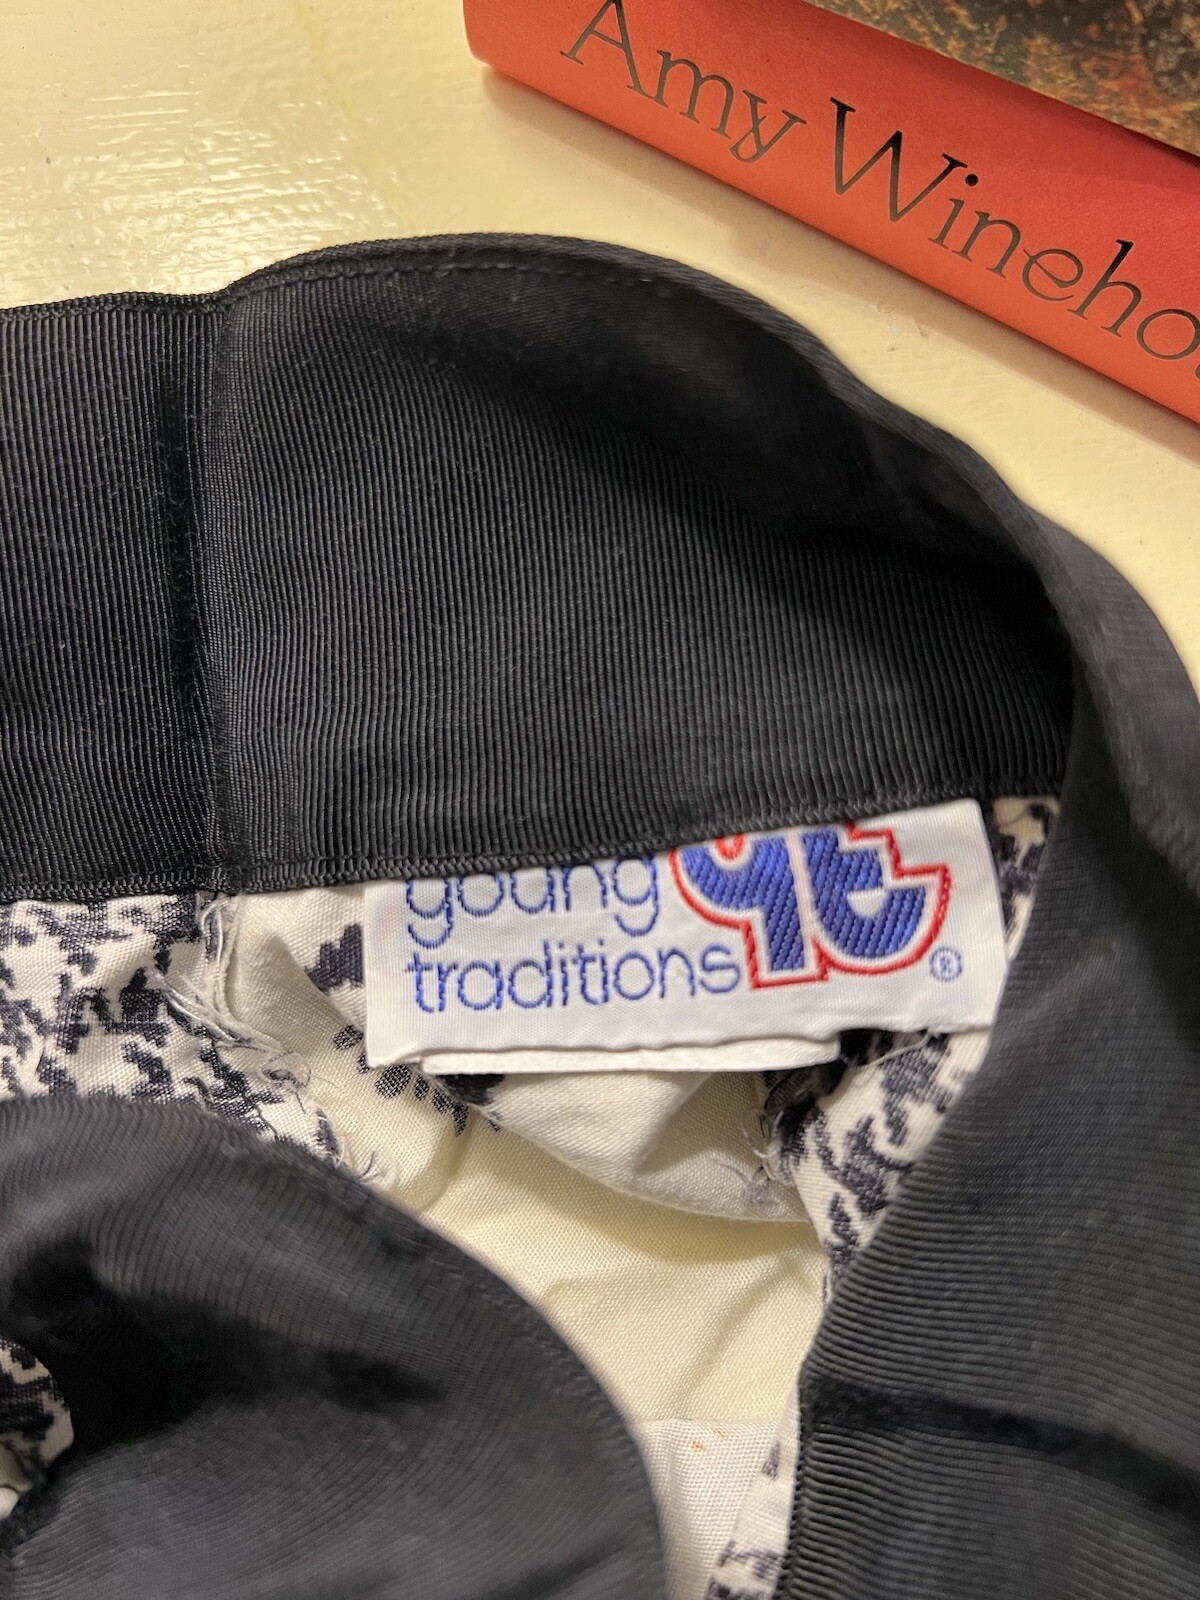 Amy Wineho
young
traditions
yt
®